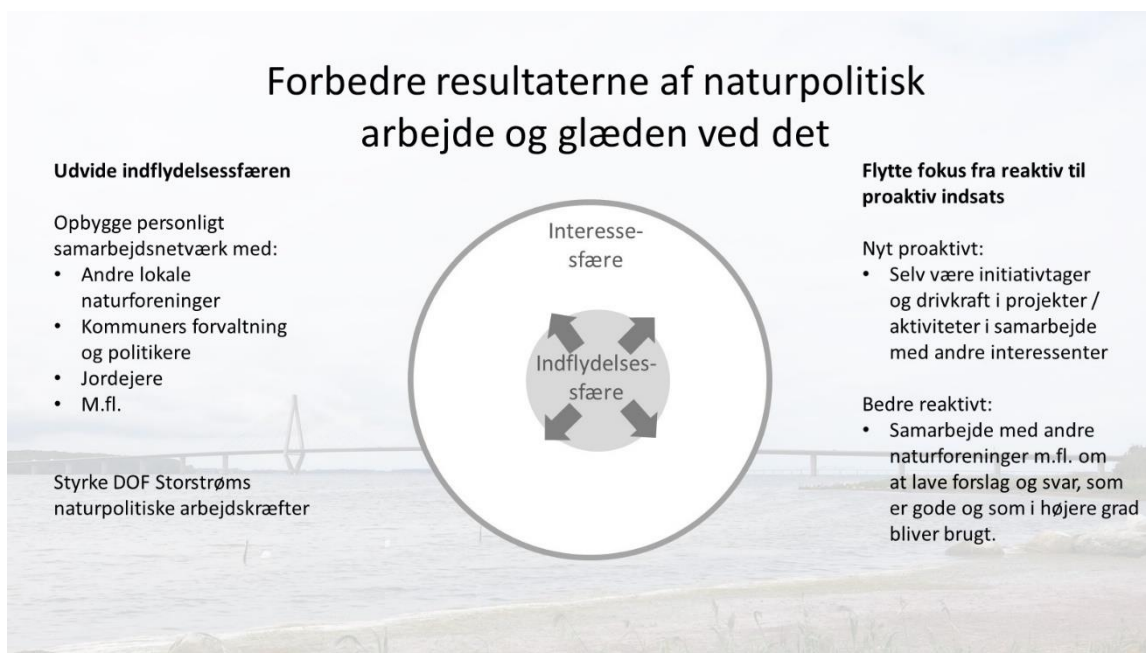 Forbedre resultaterne af naturpolitisk
arbejde og glæden ved det
Udvide indflydelsessfæren
Opbygge personligt
samarbejdsnetværk med:
• Andre lokale
naturforeninger
• Kommuners forvaltning
og politikere
• Jordejere
• M.fl.
Styrke DOF Storstrøms
naturpolitiske arbejdskræfter
Interesse-
sfære
Indflydelses-
sfære
Flytte fokus fra reaktiv til
proaktiv indsats
Nyt proaktivt:
• Selv være initiativtager
og drivkraft i projekter /
aktiviteter i samarbejde
med andre interessenter
Bedre reaktivt:
• Samarbejde med andre
naturforeninger m.fl. om
at lave forslag og svar, som
er gode og som i højere grad
bliver brugt.